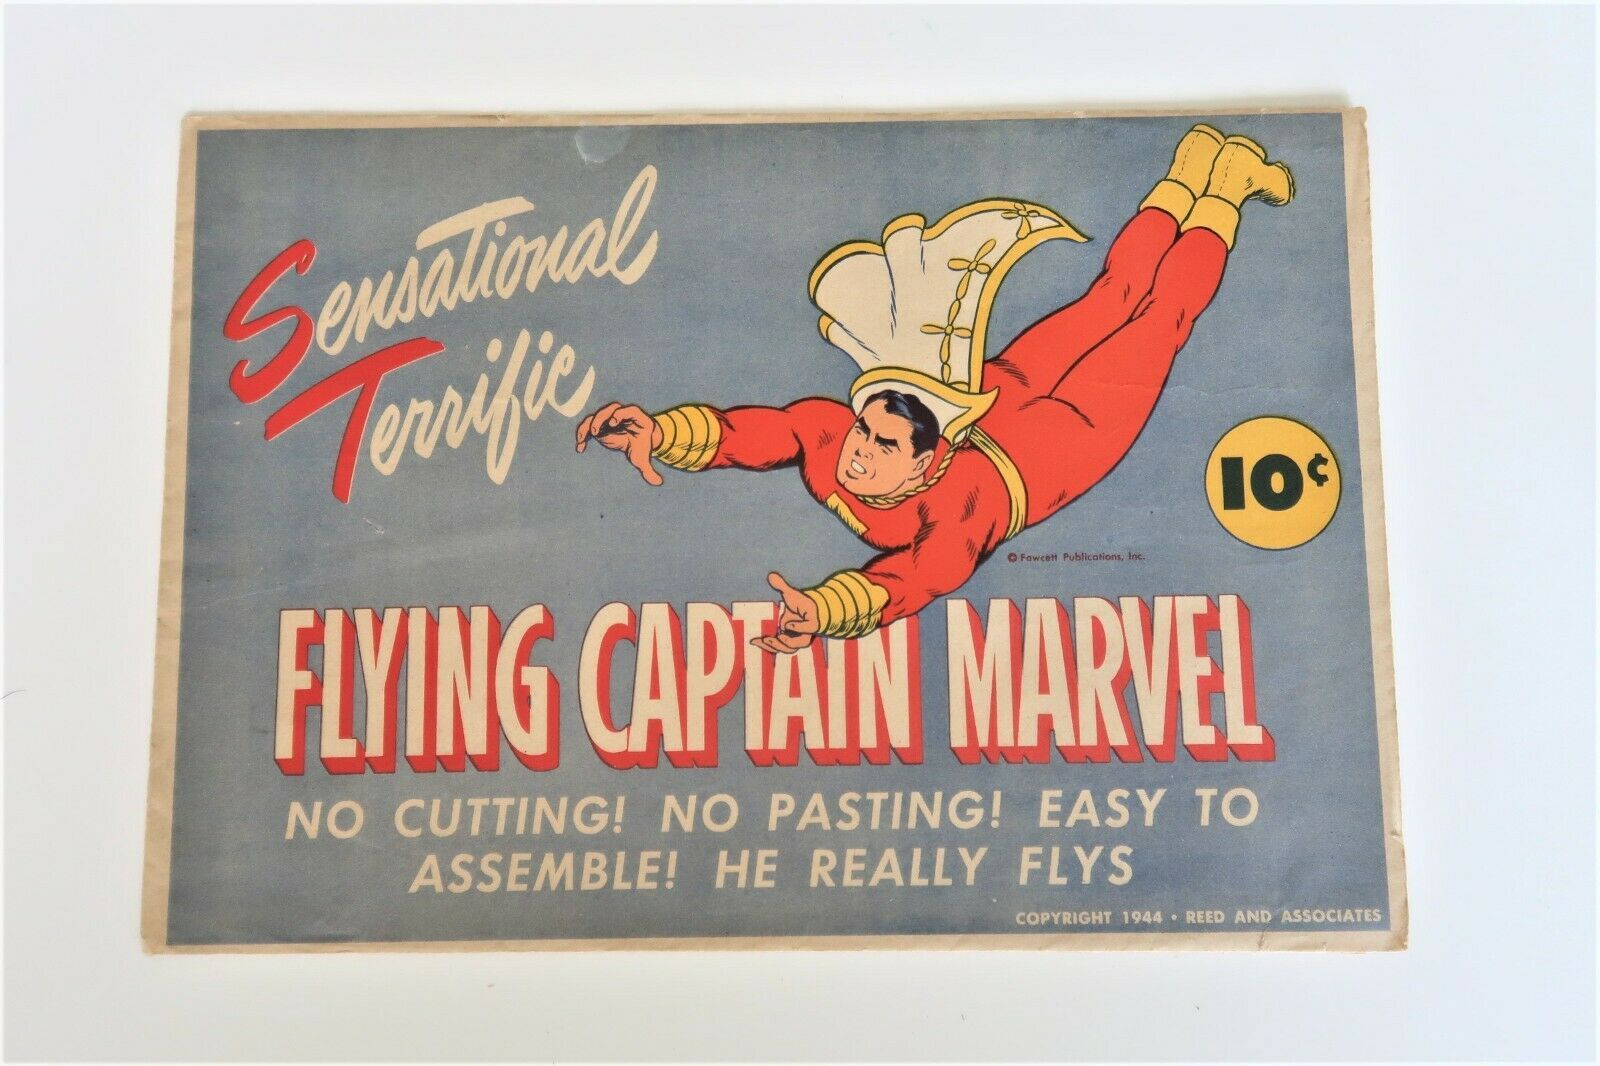 Sensational
Terrific
10¢
© Fawcett Publications, Inc.
FLYING CAPTAIN MARVEL
NO CUTTING! NO PASTING! EASY TO
ASSEMBLE! HE REALLY FLYS
COPYRIGHT 1944 • REED AND ASSOCIATES